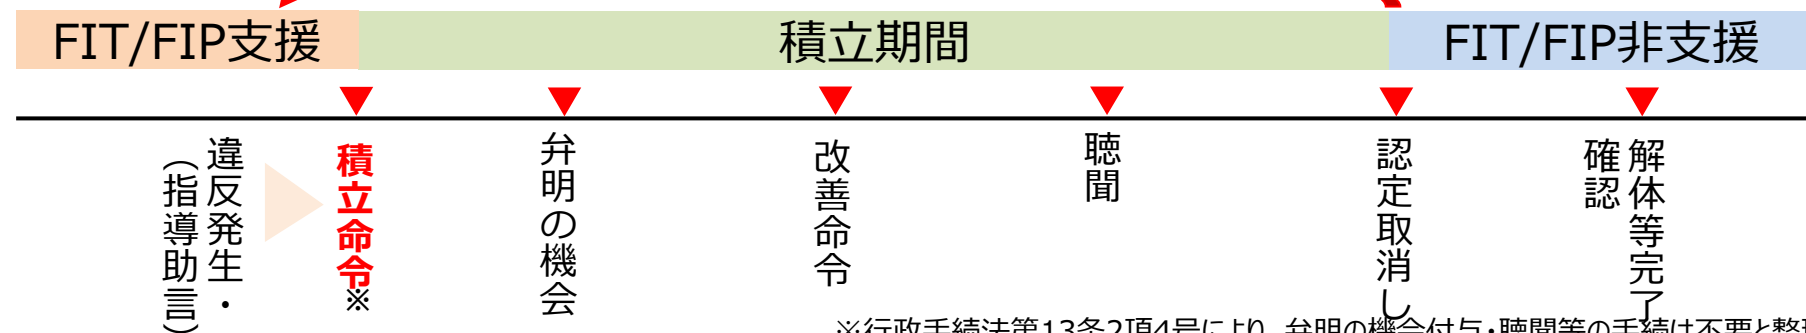 FIT/FIP支援
積立期間
FIT/FIP非支援
違反発生・
（指導助言）
積立命令※
弁明の機会
改善命令
聴聞
認定取消し
解体等完了
確認
※行政手続法第13条2項4号により、弁明の機会付与・聴聞等の手続は不要と整理